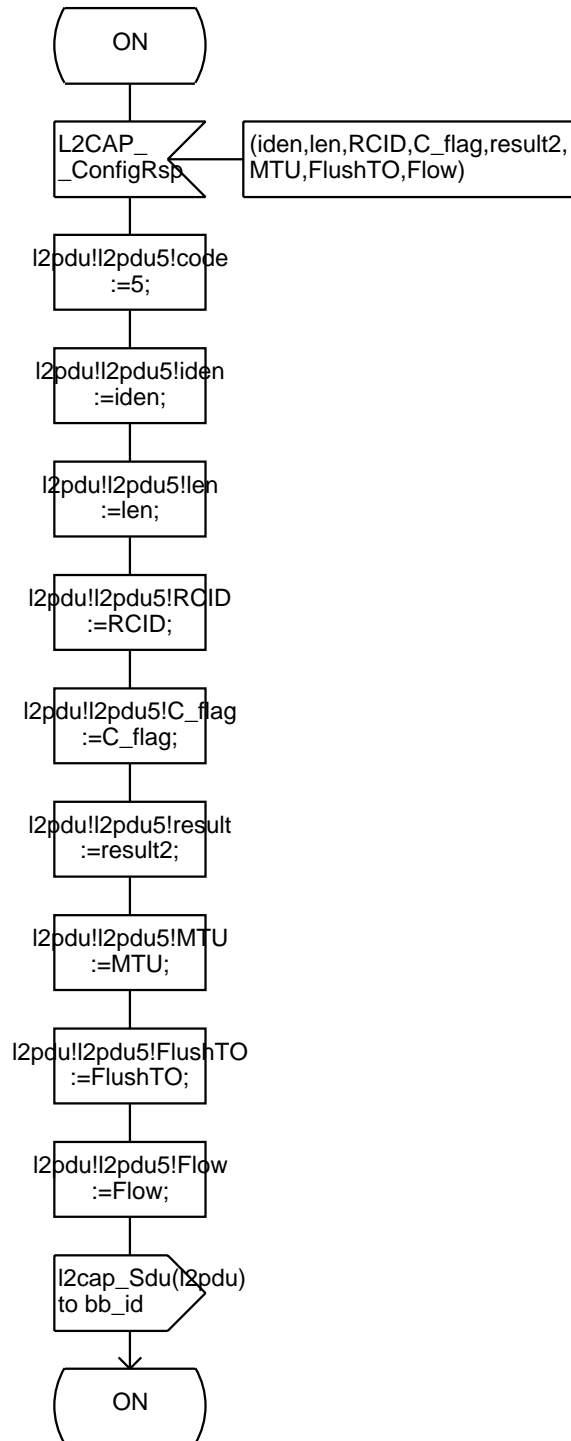 ON
L2CAP_
_ConfigRsp
(iden,len,RCID,C_flag,result2,
MTU,FlushTO,Flow)
l2pdu!l2pdu5!code
:=5;
l2pdu!l2pdu5!iden
:=iden;
l2pdu!l2pdu5!len
:=len;
l2pdu!l2pdu5!RCID
:=RCID;
l2pdu!l2pdu5!C_flag
:=C_flag;
l2pdu!l2pdu5!result
:=result2;
l2pdu!l2pdu5!MTU
:=MTU;
l2pdu!l2pdu5!FlushTO
:=FlushTO;
l2pdu!l2pdu5!Flow
:=Flow;
l2cap_Sdu(l2pdu)
to bb_id
ON